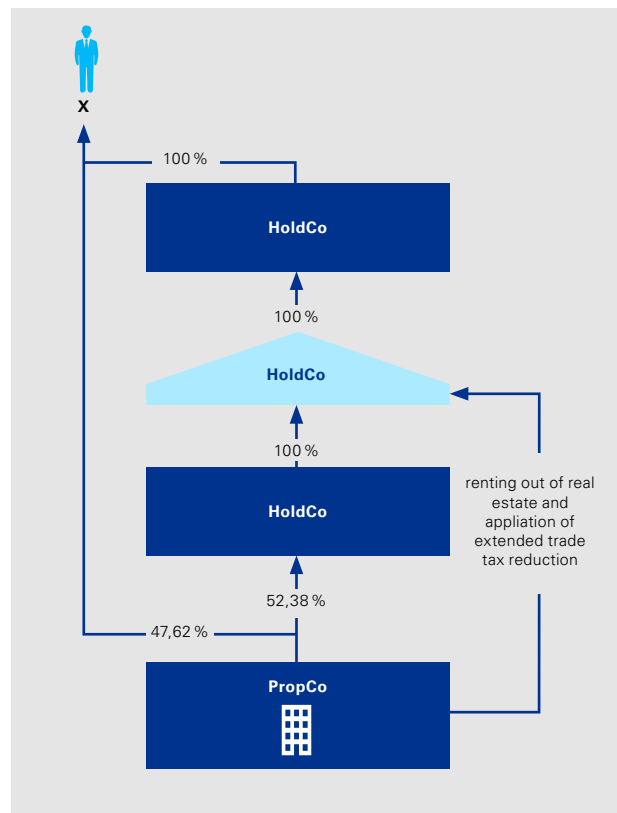 X
100 %
HoldCo
100 %
HoldCo
100 %
HoldCo
renting out of real
estate and
appliation of
extended trade
tax reduction
52,38 %
47,62 %
PropCo